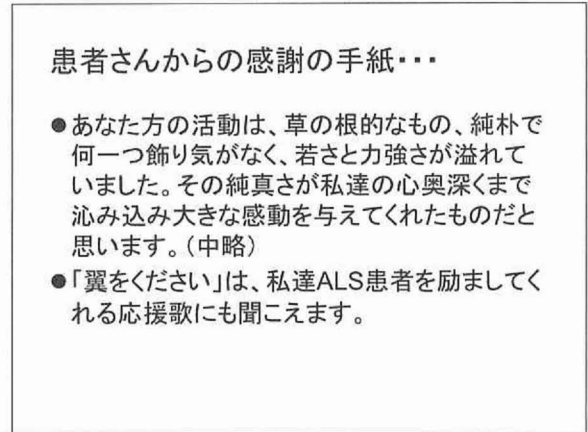 患者さんからの感謝の手紙・・・
●あなた方の活動は、草の根的なもの、純朴で
何一つ飾り気がなく、若さと力強さが溢れて
いました。その純真さが私達の心奥深くまで
沁み込み大きな感動を与えてくれたものだと
思います。(中略)
●「翼をください」は、私達ALS患者を励ましてく
れる応援歌にも聞こえます。